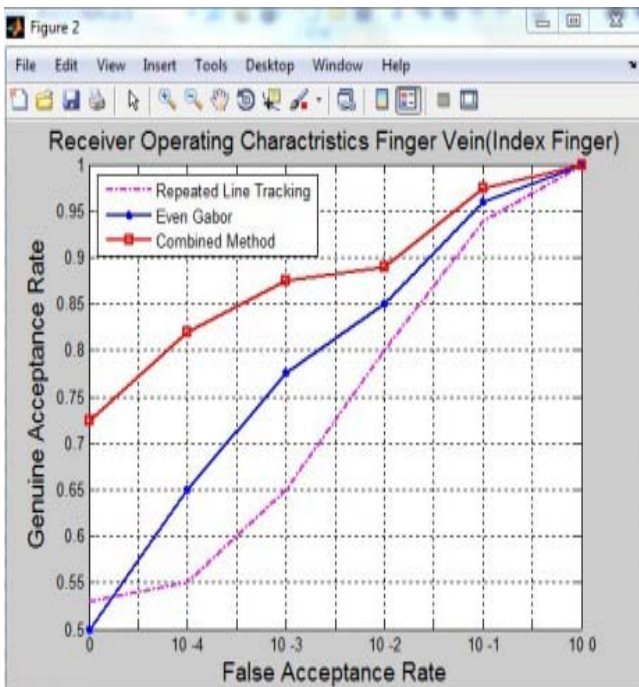 Figure 2
File Edit View Insert Tools Desktop Window Help
Receiver Operating Charactristics Finger Vein(Index Finger)
1
0.95
0.9
0.85
0.8
0.75
0.7
0.65
0.6
0.55
0.5
Genuine Acceptance Rate
Repeated Line Tracking
Even Gabor
Combined Method
0 10 -4 10 -3 10 -2 10 -1 10 0
False Acceptance Rate